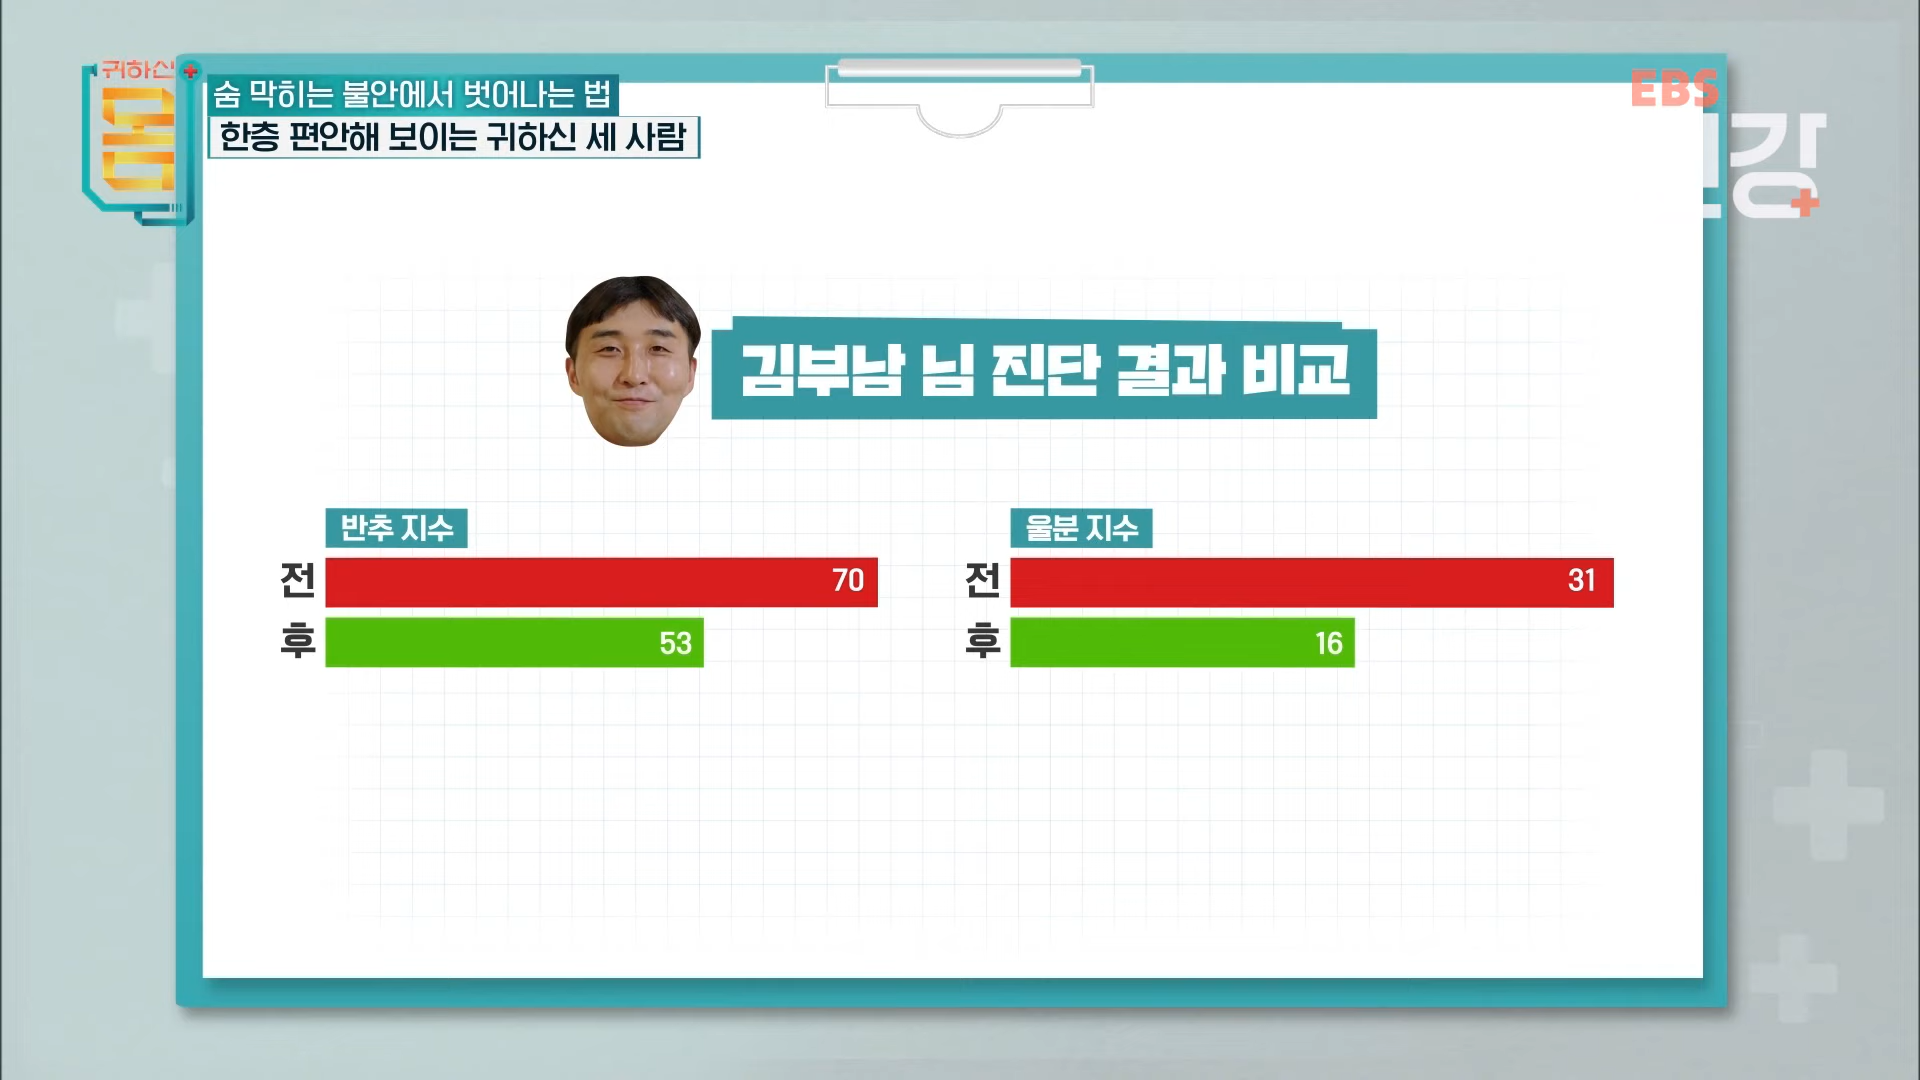 귀하신
몸
숨 막히는 불안에서 벗어나는 법
한층 편안해 보이는 귀하신 세 사람
EBS
강
김부남 님 진단 결과 비교
반추 지수
전 70
후 53
울분 지수
전 31
후 16